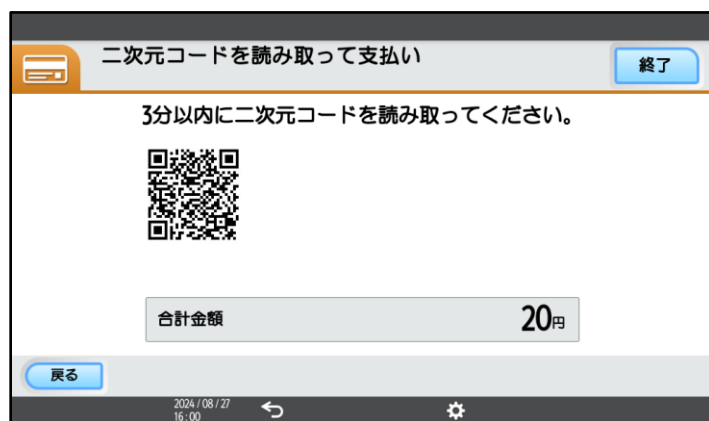 二次元コードを読み取って支払い
終了
3分以内に二次元コードを読み取ってください。
合計金額
20円
戻る
2024/08/27
16:00